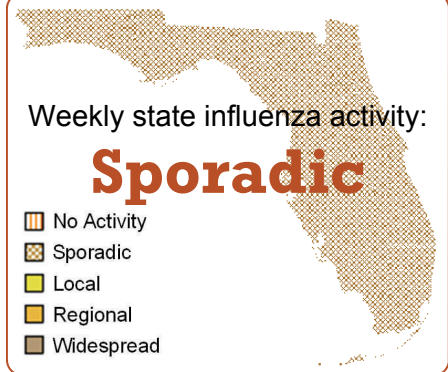 Weekly state influenza activity:
Sporadic
No Activity
Sporadic
Local
Regional
Widespread